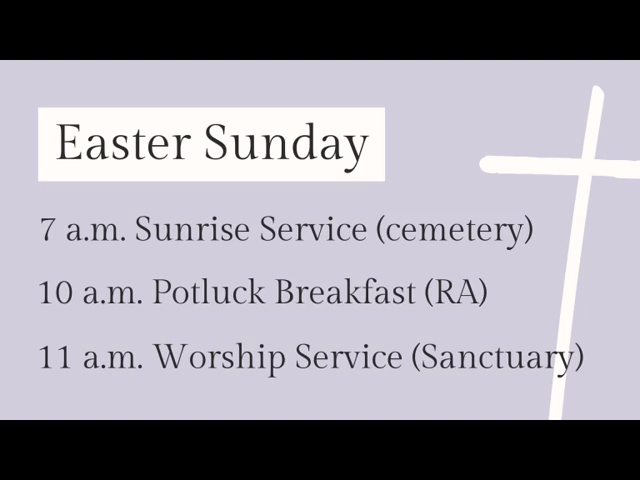 Easter Sunday
7 a.m. Sunrise Service (cemetery)
10 a.m. Potluck Breakfast (RA)
11 a.m. Worship Service (Sanctuary)